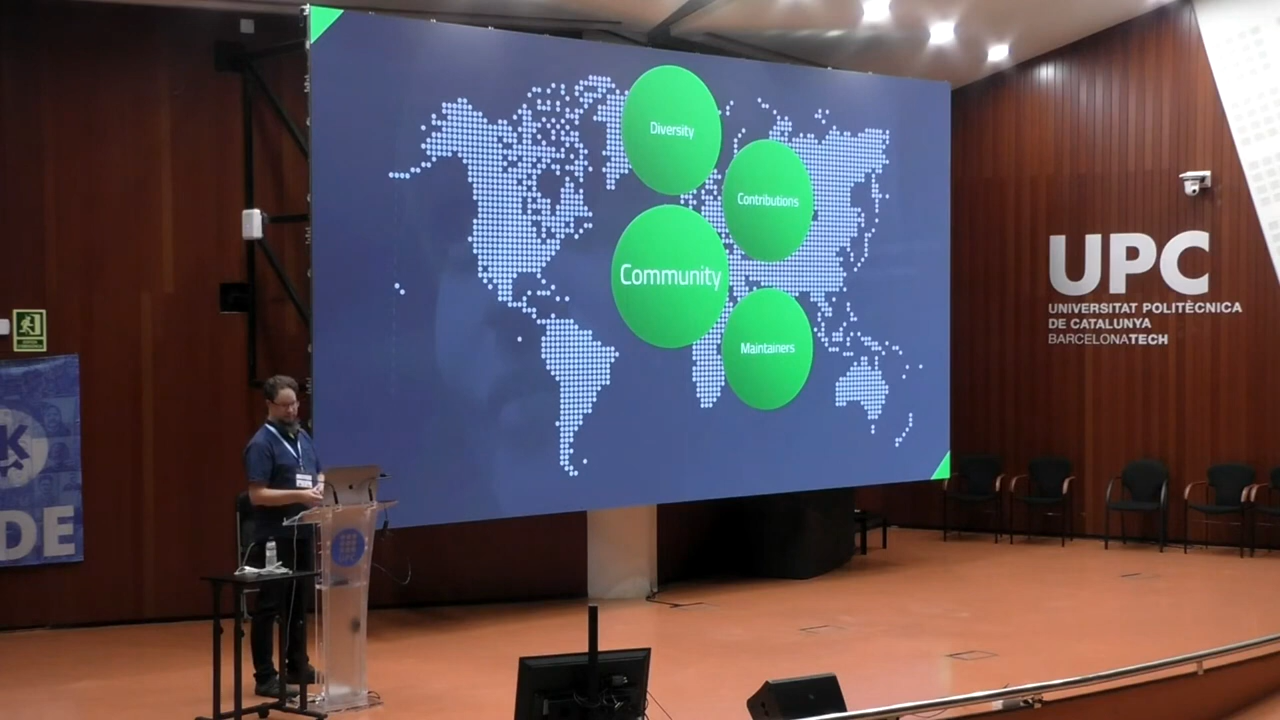 Diversity
Contributions
Community
Maintainers
UPC
UNIVERSITAT POLITÈCNICA
DE CATALUNYA
BARCELONATECH
K
DE